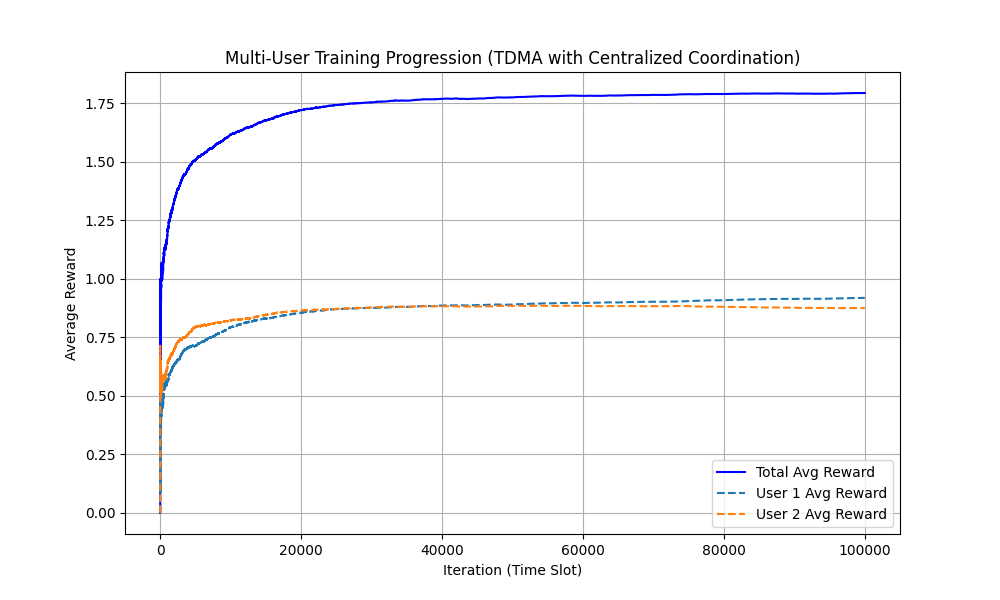 Multi-User Training Progression (TDMA with Centralized Coordination)
Average Reward
1.75
1.50
1.25
1.00
0.75
0.50
0.25
0.00
0 20000 40000 60000 80000 100000
Iteration (Time Slot)
Total Avg Reward
User 1 Avg Reward
User 2 Avg Reward